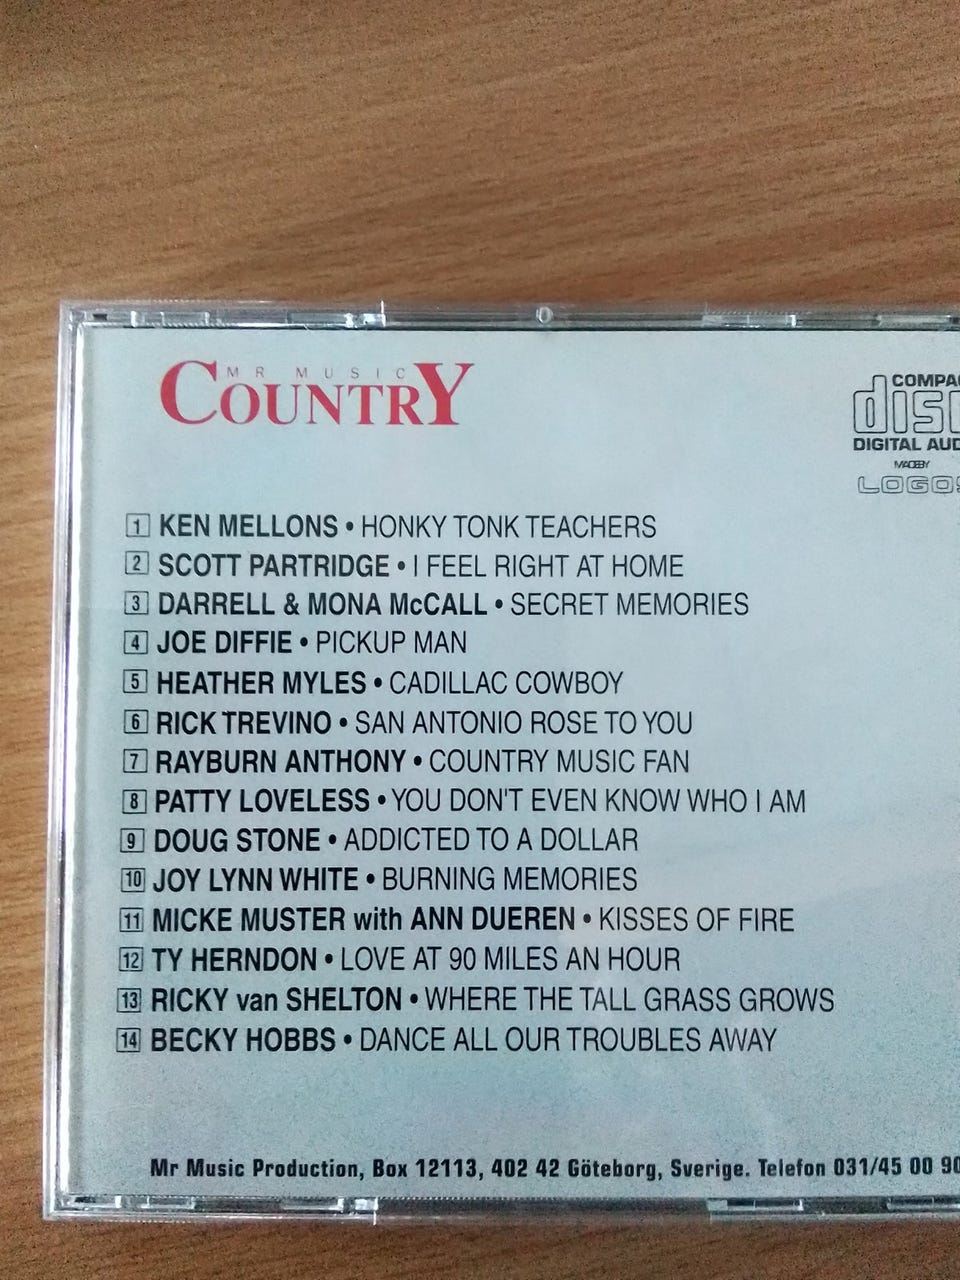 MR MUSIC
COUNTRY
COMPA
disc
DIGITAL AUD
MADE BY
LOGOS
1 KEN MELLONS • HONKY TONK TEACHERS
2 SCOTT PARTRIDGE • I FEEL RIGHT AT HOME
3 DARRELL & MONA McCALL • SECRET MEMORIES
4 JOE DIFFIE • PICKUP MAN
5 HEATHER MYLES • CADILLAC COWBOY
6 RICK TREVINO • SAN ANTONIO ROSE TO YOU
7 RAYBURN ANTHONY • COUNTRY MUSIC FAN
8 PATTY LOVELESS • YOU DON'T EVEN KNOW WHO I AM
9 DOUG STONE • ADDICTED TO A DOLLAR
10 JOY LYNN WHITE • BURNING MEMORIES
11 MICKE MUSTER with ANN DUEREN • KISSES OF FIRE
12 TY HERNDON • LOVE AT 90 MILES AN HOUR
13 RICKY van SHELTON • WHERE THE TALL GRASS GROWS
14 BECKY HOBBS • DANCE ALL OUR TROUBLES AWAY
Mr Music Production, Box 12113, 402 42 Göteborg, Sverige. Telefon 031/45 00 90